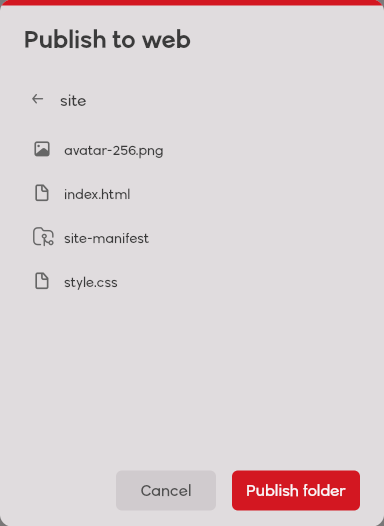 Publish to web
site
avatar-256.png
index.html
site-manifest
style.css
Cancel
Publish folder